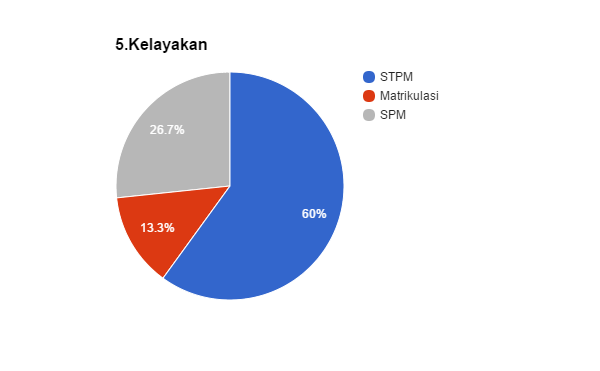 5.Kelayakan
STPM
Matrikulasi
SPM
26.7%
60%
13.3%